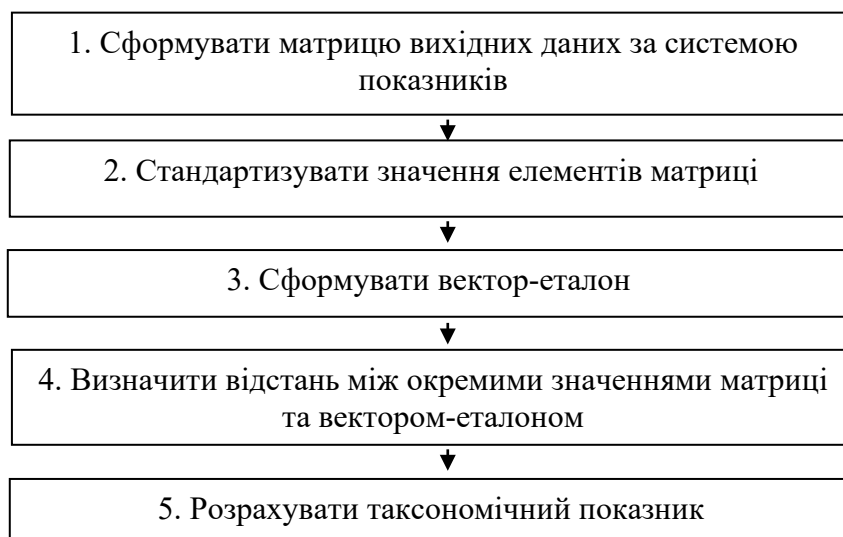 1. Сформувати матрицю вихідних даних за системою
показників
2. Стандартизувати значення елементів матриці
3. Сформувати вектор-еталон
4. Визначити відстань між окремими значеннями матриці
та вектором-еталоном
5. Розрахувати таксономічний показник